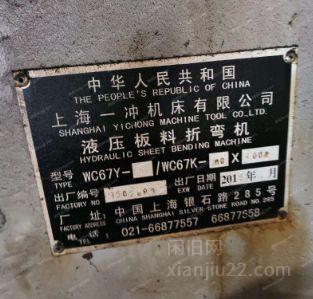 中华人民共和国
THE PEOPLE'S REPUBLIC OF CHINA
上海一冲机床有限公司
SHANGHAI YICHONG MACHINE TOOL CO.,LTD.
液压板料折弯机
HYDRAULIC SHEET BENDING MACHINE
型号 WC67Y- /WC67K- X
TYPE
出厂编号 出厂日期 201 年 月
FACTORY NO EXW DATE
厂址: 中国上海银石路285号
FACTORY ADDRESS: CHINA SHANGHAI SILVER STONE ROAD NO.285
电话: 021-66877557 66877558
闲旧网
xianjiu22.com